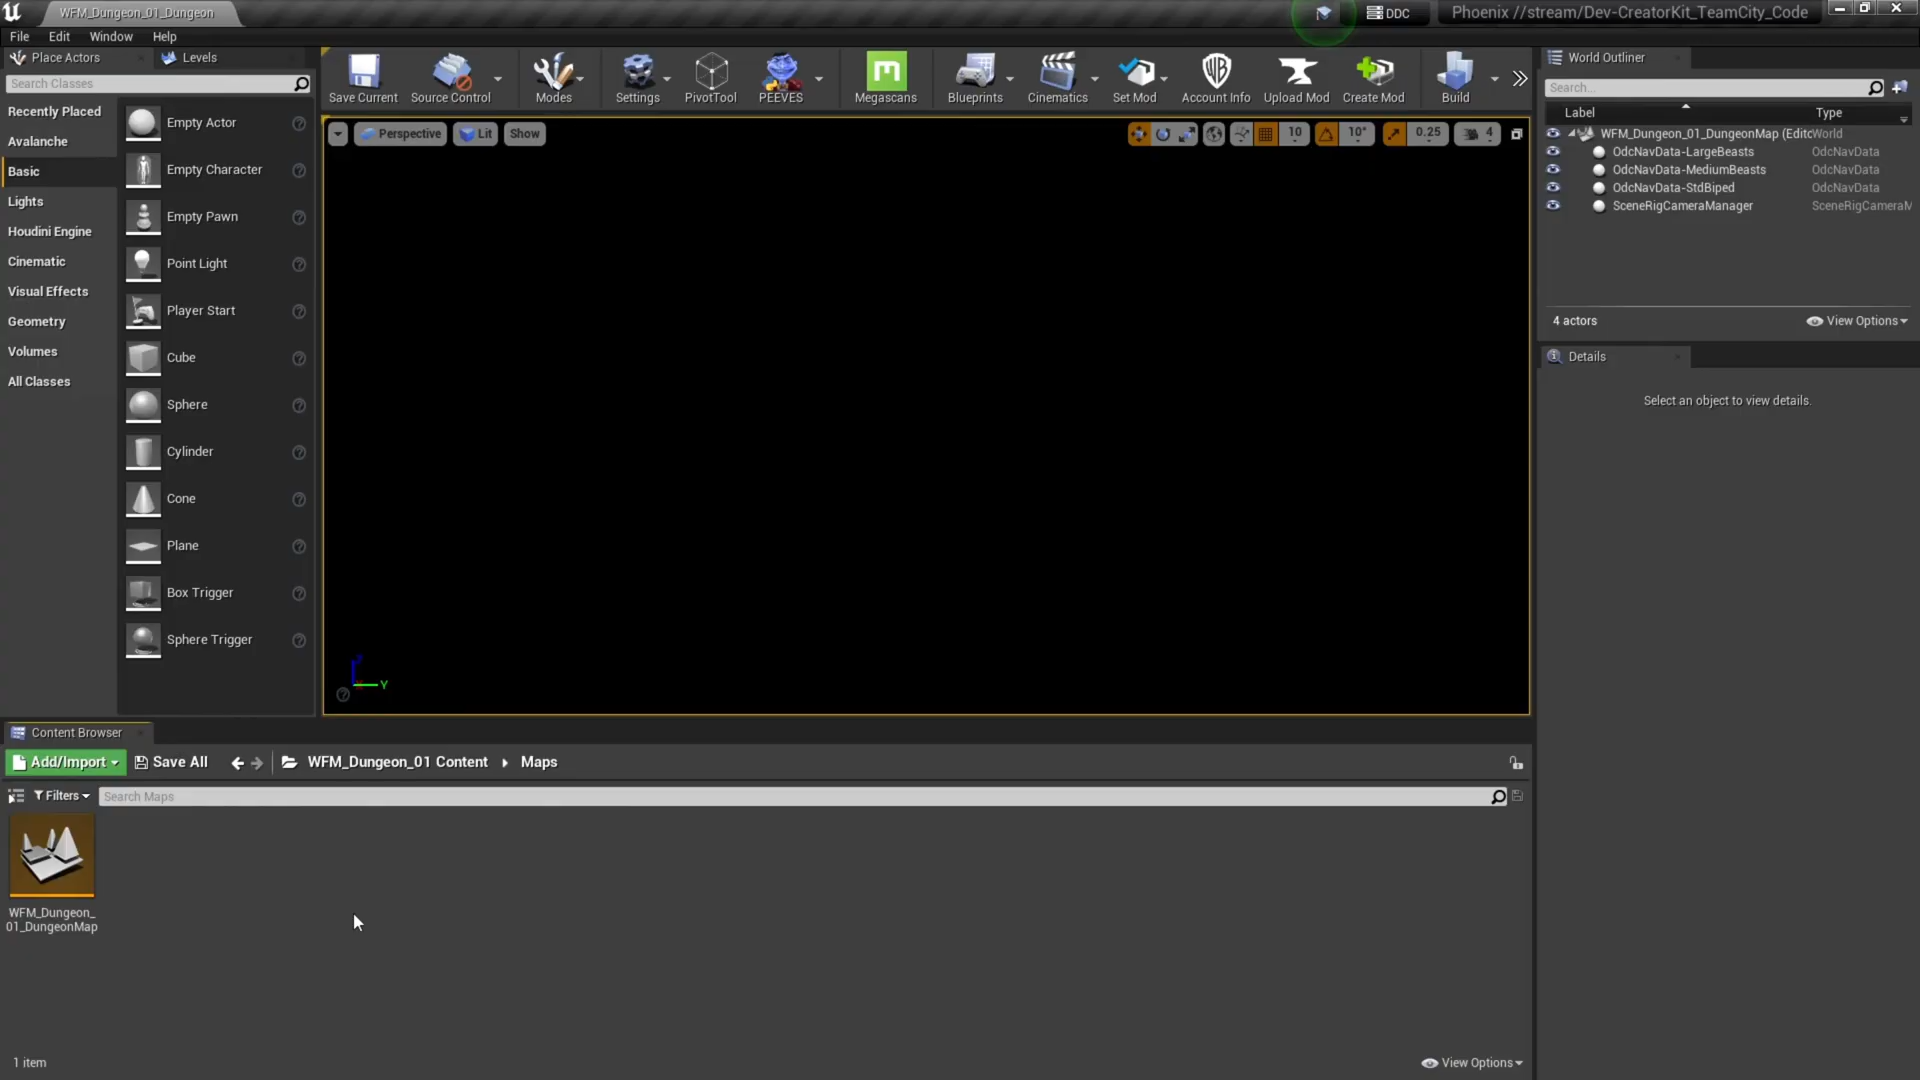 WFM_Dungeon_01_Dungeon
DDC
Phoenix //stream/Dev-CreatorKit_TeamCity_Code
File Edit Window Help
Place Actors
Levels
Search Classes
Recently Placed
Avalanche
Basic
Lights
Houdini Engine
Cinematic
Visual Effects
Geometry
Volumes
All Classes
Empty Actor
Empty Character
Empty Pawn
Point Light
Player Start
Cube
Sphere
Cylinder
Cone
Plane
Box Trigger
Sphere Trigger
Save Current
Source Control
Modes
Settings
PivotTool
PEEVES
Megascans
Blueprints
Cinematics
Set Mod
Account Info
Upload Mod
Create Mod
Build
Perspective
Lit
Show
10
10°
0.25
4
Y
World Outliner
Search...
Label Type
WFM_Dungeon_01_DungeonMap (Editc World
OdcNavData-LargeBeasts OdcNavData
OdcNavData-MediumBeasts OdcNavData
OdcNavData-StdBiped OdcNavData
SceneRigCameraManager SceneRigCameraM
4 actors
View Options
Details
Select an object to view details.
Content Browser
Add/Import
Save All
WFM_Dungeon_01 Content
Maps
Filters
Search Maps
WFM_Dungeon_
01_DungeonMap
1 item
View Options